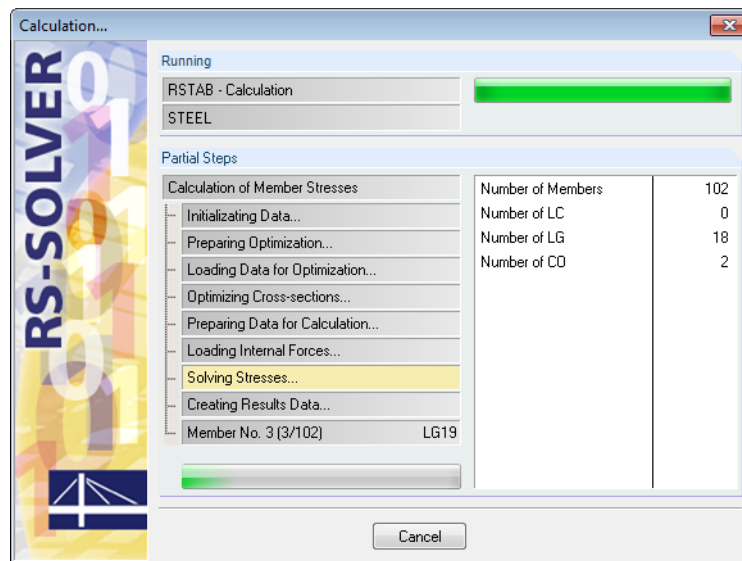 Calculation...
RS-SOLVER
Running
RSTAB - Calculation
STEEL
Partial Steps
Calculation of Member Stresses
Initializating Data...
Preparing Optimization...
Loading Data for Optimization...
Optimizing Cross-sections...
Preparing Data for Calculation...
Loading Internal Forces...
Solving Stresses...
Creating Results Data...
Member No. 3 (3/102) LG19
Number of Members 102
Number of LC 0
Number of LG 18
Number of CO 2
Cancel